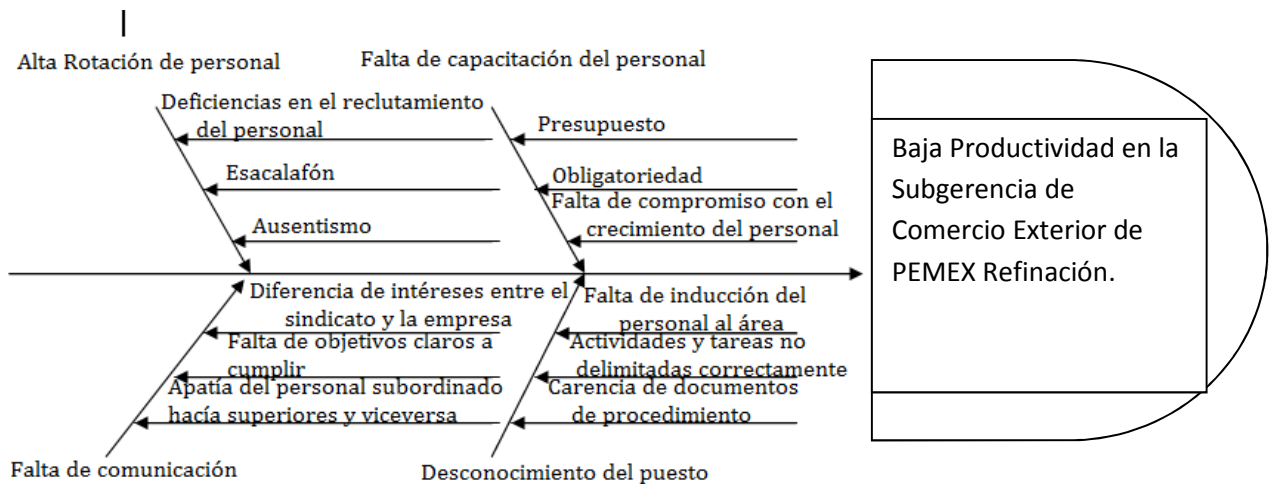 Alta Rotación de personal
Falta de capacitación del personal
Deficiencias en el reclutamiento
del personal
Esacalafón
Ausentismo
Presupuesto
Obligatoriedad
Falta de compromiso con el
crecimiento del personal
Baja Productividad en la
Subgerencia de
Comercio Exterior de
PEMEX Refinación.
Diferencia de intéreses entre el
sindicato y la empresa
Falta de objetivos claros a
cumplir
Apatía del personal subordinado
hacía superiores y viceversa
Falta de inducción del
personal al área
Actividades y tareas no
delimitadas correctamente
Carencia de documentos
de procedimiento
Falta de comunicación
Desconocimiento del puesto